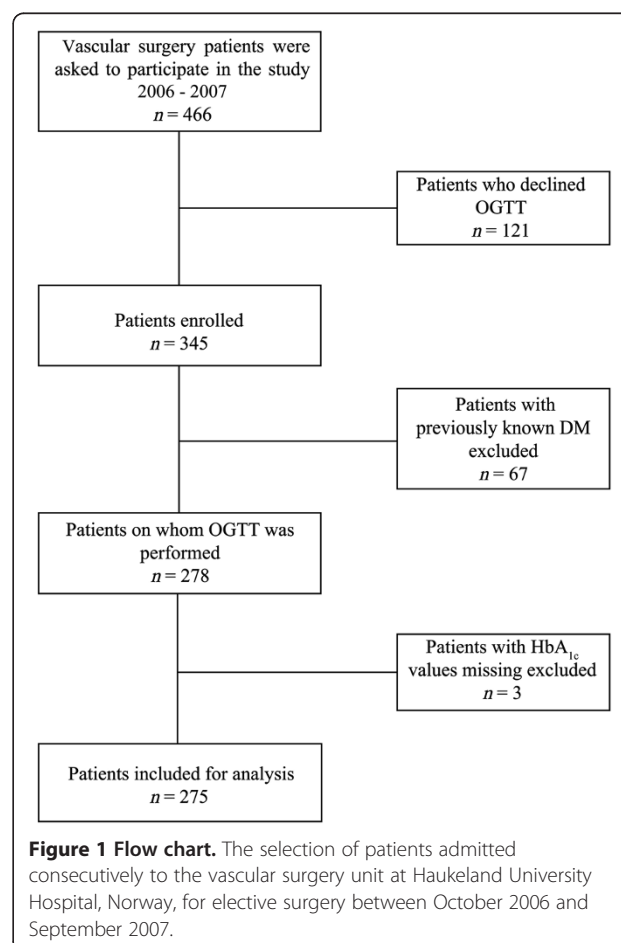 Vascular surgery patients were
asked to participate in the study
2006 - 2007
n = 466
Patients who declined
OGTT
n = 121
Patients enrolled
n = 345
Patients with
previously known DM
excluded
n = 67
Patients on whom OGTT was
performed
n = 278
Patients with HbA1c
values missing excluded
n = 3
Patients included for analysis
n = 275
Figure 1 Flow chart. The selection of patients admitted
consecutively to the vascular surgery unit at Haukeland University
Hospital, Norway, for elective surgery between October 2006 and
September 2007.